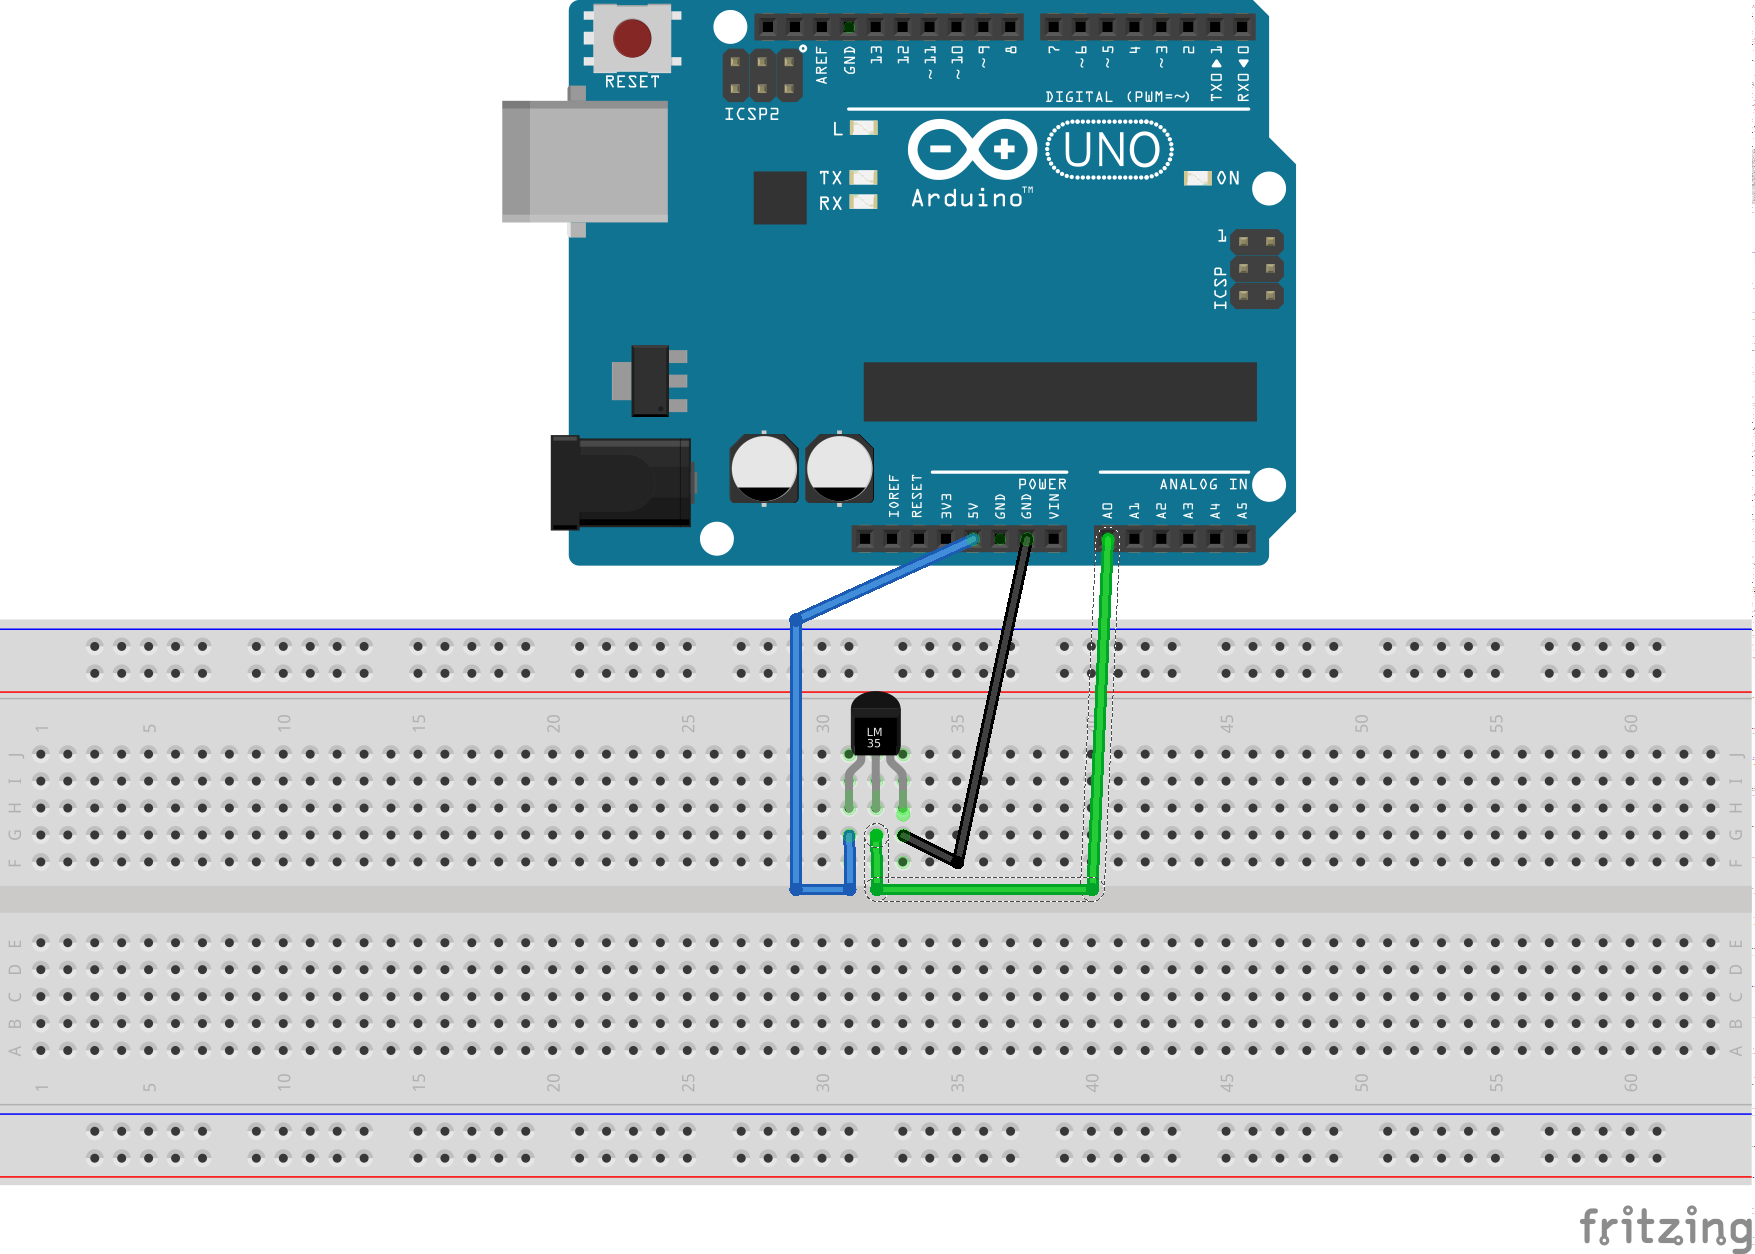 RESET
ICSP2
AREF
GND
13
12
~11
~10
~9
8
7
~6
~5
4
~3
2
TX0▶1
RX0◀0
DIGITAL (PWM=~)
L
TX
RX
UNO
Arduino™
ON
1
ICSP
POWER
ANALOG IN
IOREF
RESET
3V3
5V
GND
GND
VIN
A0
A1
A2
A3
A4
A5
1 5 10 15 20 25 30 35 45 50 55 60
LM
35
J J
I I
H H
G G
F F
E E
D D
C C
B B
A A
1 5 10 15 20 25 30 35 40 45 50 55 60
fritzing